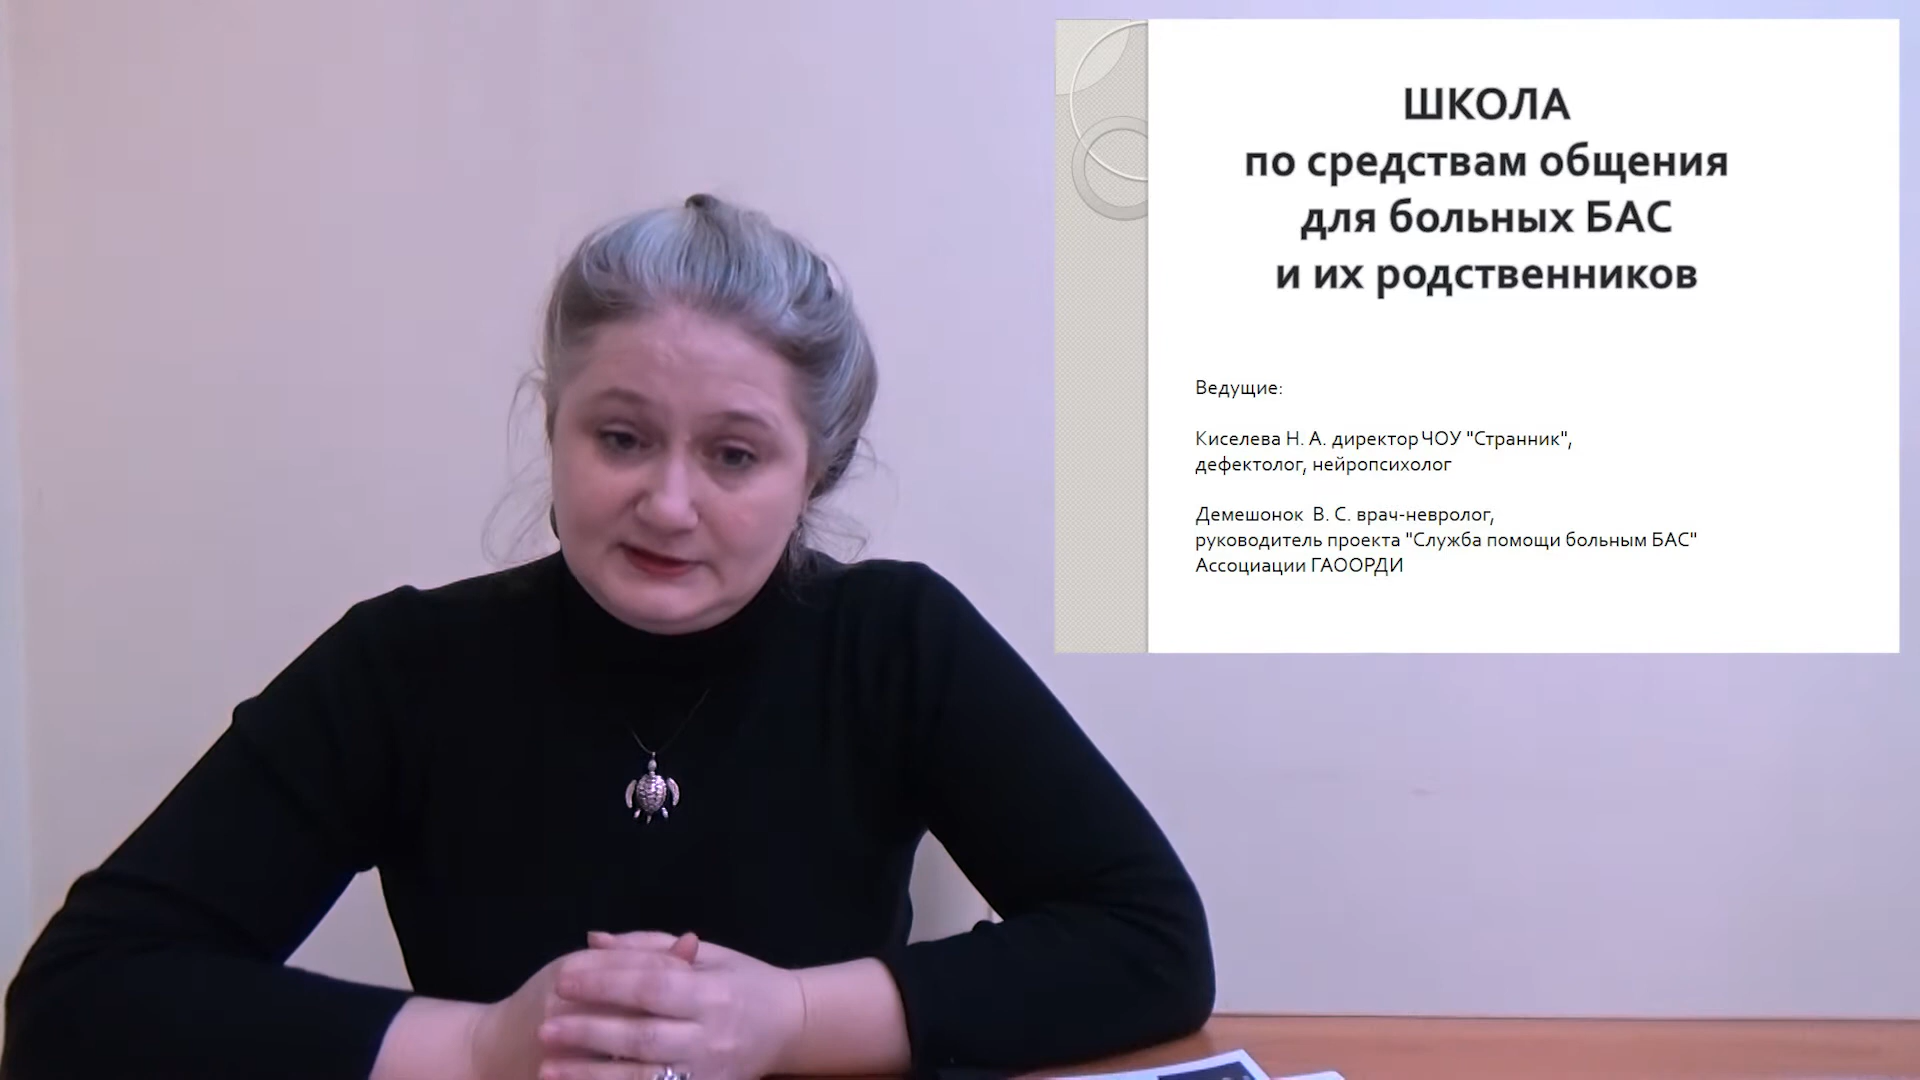 ШКОЛА
по средствам общения
для больных БАС
и их родственников
Ведущие:
Киселева Н. А. директор ЧОУ "Странник",
дефектолог, нейропсихолог
Демешонок В. С. врач-невролог,
руководитель проекта "Служба помощи больным БАС"
Ассоциации ГАООРДИ